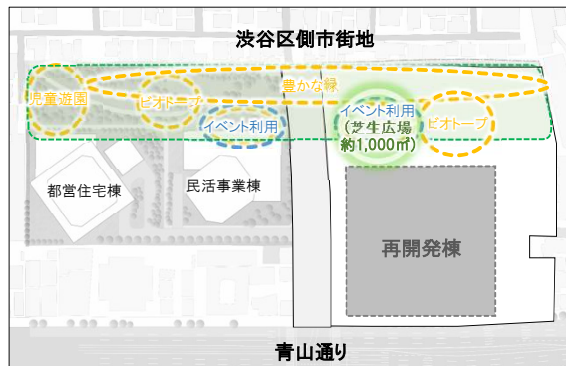 渋谷区側市街地
豊かな緑
児童遊園
ビオトープ
イベント利用
イベント利用
(芝生広場
約1,000㎡)
ビオトープ
都営住宅棟
民活事業棟
再開発棟
青山通り